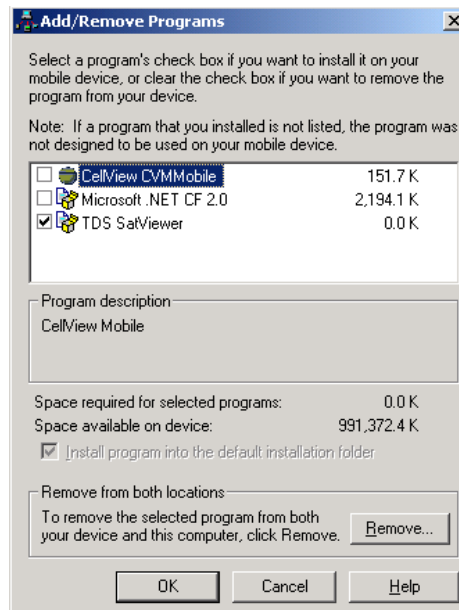 Add/Remove Programs
Select a program's check box if you want to install it on your
mobile device, or clear the check box if you want to remove the
program from your device.
Note: If a program that you installed is not listed, the program was
not designed to be used on your mobile device.
CellView CVMMobile 151.7 K
Microsoft .NET CF 2.0 2,194.1 K
TDS SatViewer 0.0 K
Program description
CellView Mobile
Space required for selected programs: 0.0 K
Space available on device: 991,372.4 K
Install program into the default installation folder
Remove from both locations
To remove the selected program from both
your device and this computer, click Remove.
Remove...
OK Cancel Help